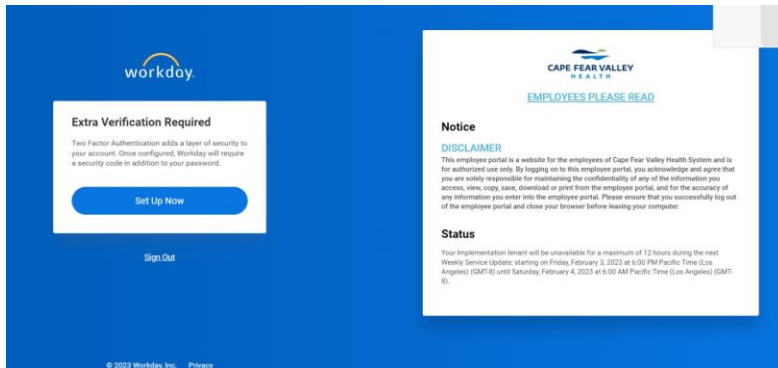 workday.
Extra Verification Required
Two Factor Authentication adds a layer of security to
your account. Once configured, Workday will require
a security code in addition to your password.
Set Up Now
Sign Out
© 2023 Workday, Inc. Privacy
CAPE FEAR VALLEY
HEALTH
EMPLOYEES PLEASE READ
Notice
DISCLAIMER
This employee portal is a website for the employees of Cape Fear Valley Health System and is
for authorized use only. By logging on to this employee portal, you acknowledge and agree that
you are solely responsible for maintaining the confidentiality of any of the information you
access, view, copy, save, download or print from the employee portal, and for the accuracy of
any information you enter into the employee portal. Please ensure that you successfully log out
of the employee portal and close your browser before leaving your computer.
Status
Your Implementation tenant will be unavailable for a maximum of 12 hours during the next
Weekly Service Update; starting on Friday, February 3, 2023 at 6:00 PM Pacific Time (Los
Angeles) (GMT-8) until Saturday, February 4, 2023 at 6:00 AM Pacific Time (Los Angeles) (GMT-
8).